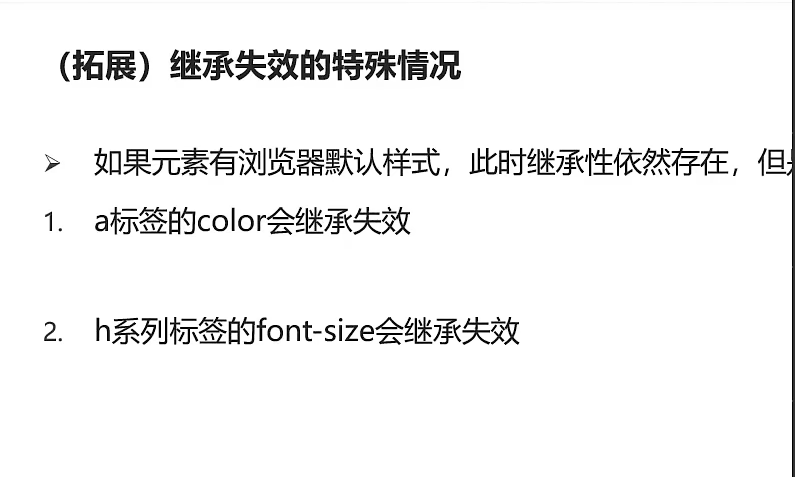 （拓展）继承失效的特殊情况
➢ 如果元素有浏览器默认样式，此时继承性依然存在，但
1. a标签的color会继承失效
2. h系列标签的font-size会继承失效